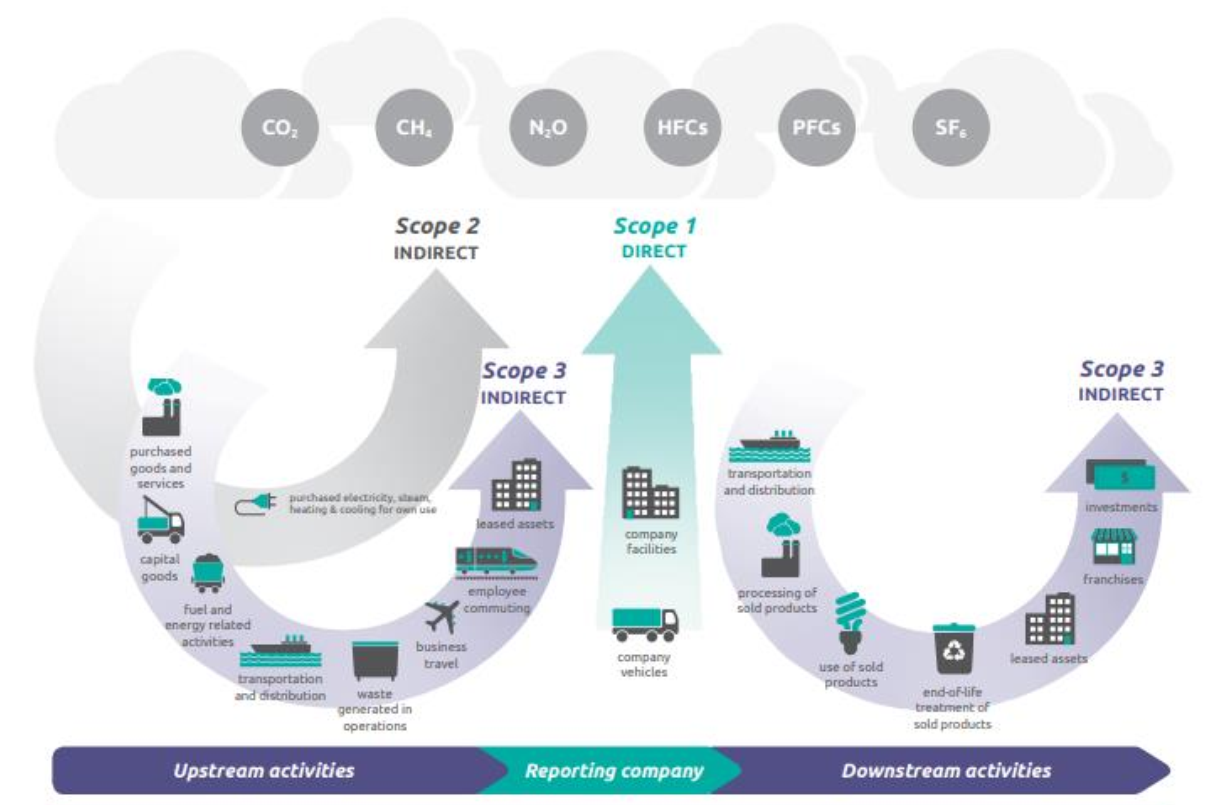 CO₂
CH₄
N₂O
HFCs
PFCs
SF₆
Scope 2
INDIRECT
Scope 1
DIRECT
Scope 3
INDIRECT
Scope 3
INDIRECT
purchased
goods and
services
capital
goods
fuel and
energy related
activities
transportation
and distribution
waste
generated in
operations
business
travel
employee
commuting
leased assets
purchased electricity, steam,
heating & cooling for own use
company
facilities
company
vehicles
transportation
and distribution
processing of
sold products
use of sold
products
end-of-life
treatment of
sold products
leased assets
franchises
investments
$
Upstream activities
Reporting company
Downstream activities